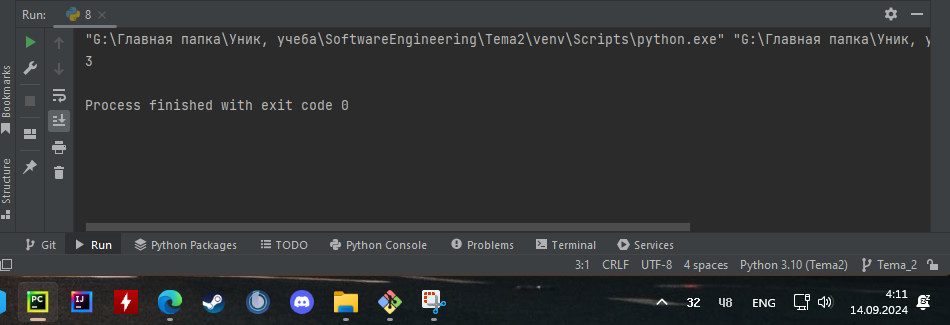 Run: 8
"G:\Главная папка\Уник, учеба\SoftwareEngineering\Tema2\venv\Scripts\python.exe" "G:\Главная папка\Уник, у
3
Process finished with exit code 0
Bookmarks
Structure
Git Run Python Packages TODO Python Console Problems Terminal Services
3:1 CRLF UTF-8 4 spaces Python 3.10 (Tema2) Tema_2
PC IJ 32 ENG 4:11
14.09.2024